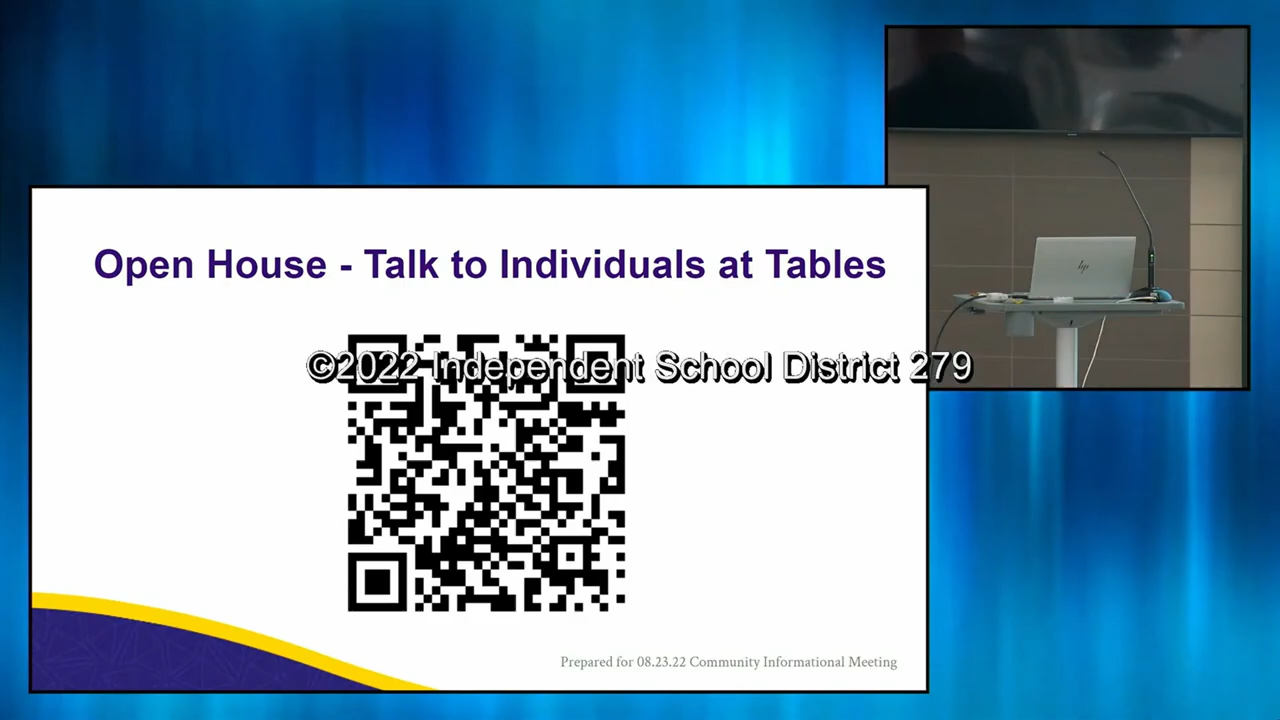 Open House - Talk to Individuals at Tables
©2022 Independent School District 279
Prepared for 08.23.22 Community Informational Meeting
hp